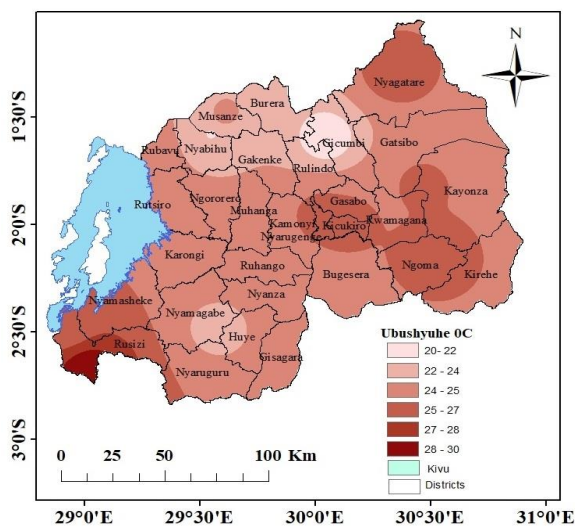 N
Nyagatare
Burera
Musanze
1°30'S
Rubavu
Nyabihu
Gicumbi
Gatsibo
Gakenke
Rulindo
Kayonza
Rutsiro
Ngororero
Muhanga
Gasabo
2°S
Kamonyi
Kicukiro
Rwamagana
Nyarugenge
Karongi
Ruhango
Bugesera
Ngoma
Kirehe
Nyamasheke
Nyanza
Nyamagabe
2°30'S
Huye
Rusizi
Gisagara
Nyaruguru
Ubushyuhe 0C
20 - 22
22 - 24
24 - 25
25 - 27
27 - 28
28 - 30
Kivu
Districts
3°0'S
0 25 50 100 Km
29°0'E 29°30'E 30°0'E 30°30'E 31°0'E